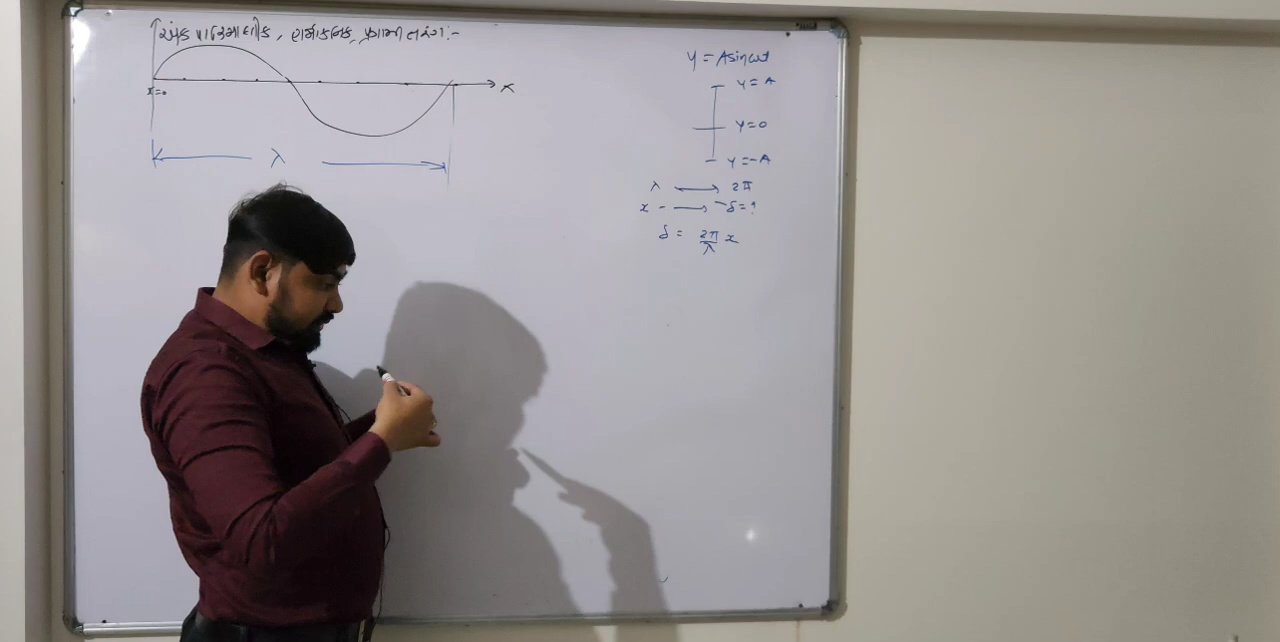 એક પારિમાણીક, હાર્મોનિક, પ્રગામી તરંગ:-
x=0
x
λ
y = Asinωt
y = A
y=0
y=-A
λ ⟷ 2π
x - ⟶ δ=?
δ = 2π/λ x